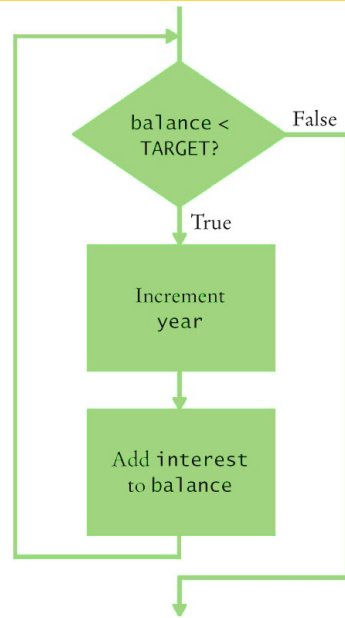 balance <
TARGET?
False
True
Increment
year
Add interest
to balance